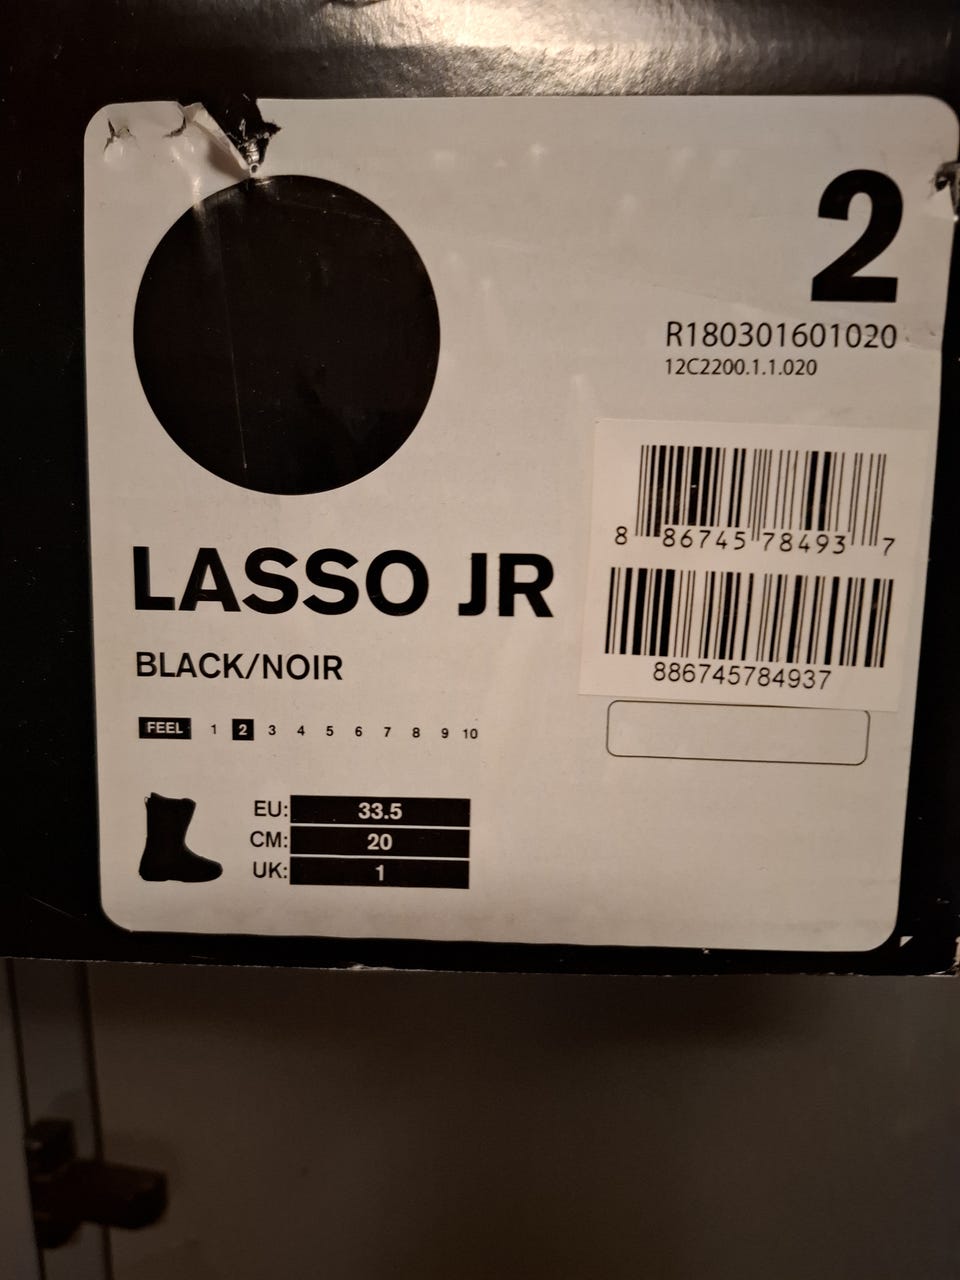 2
R180301601020
12C2200.1.1.020
8 86745 78493 7
886745784937
LASSO JR
BLACK/NOIR
FEEL 1 2 3 4 5 6 7 8 9 10
EU: 33.5
CM: 20
UK: 1